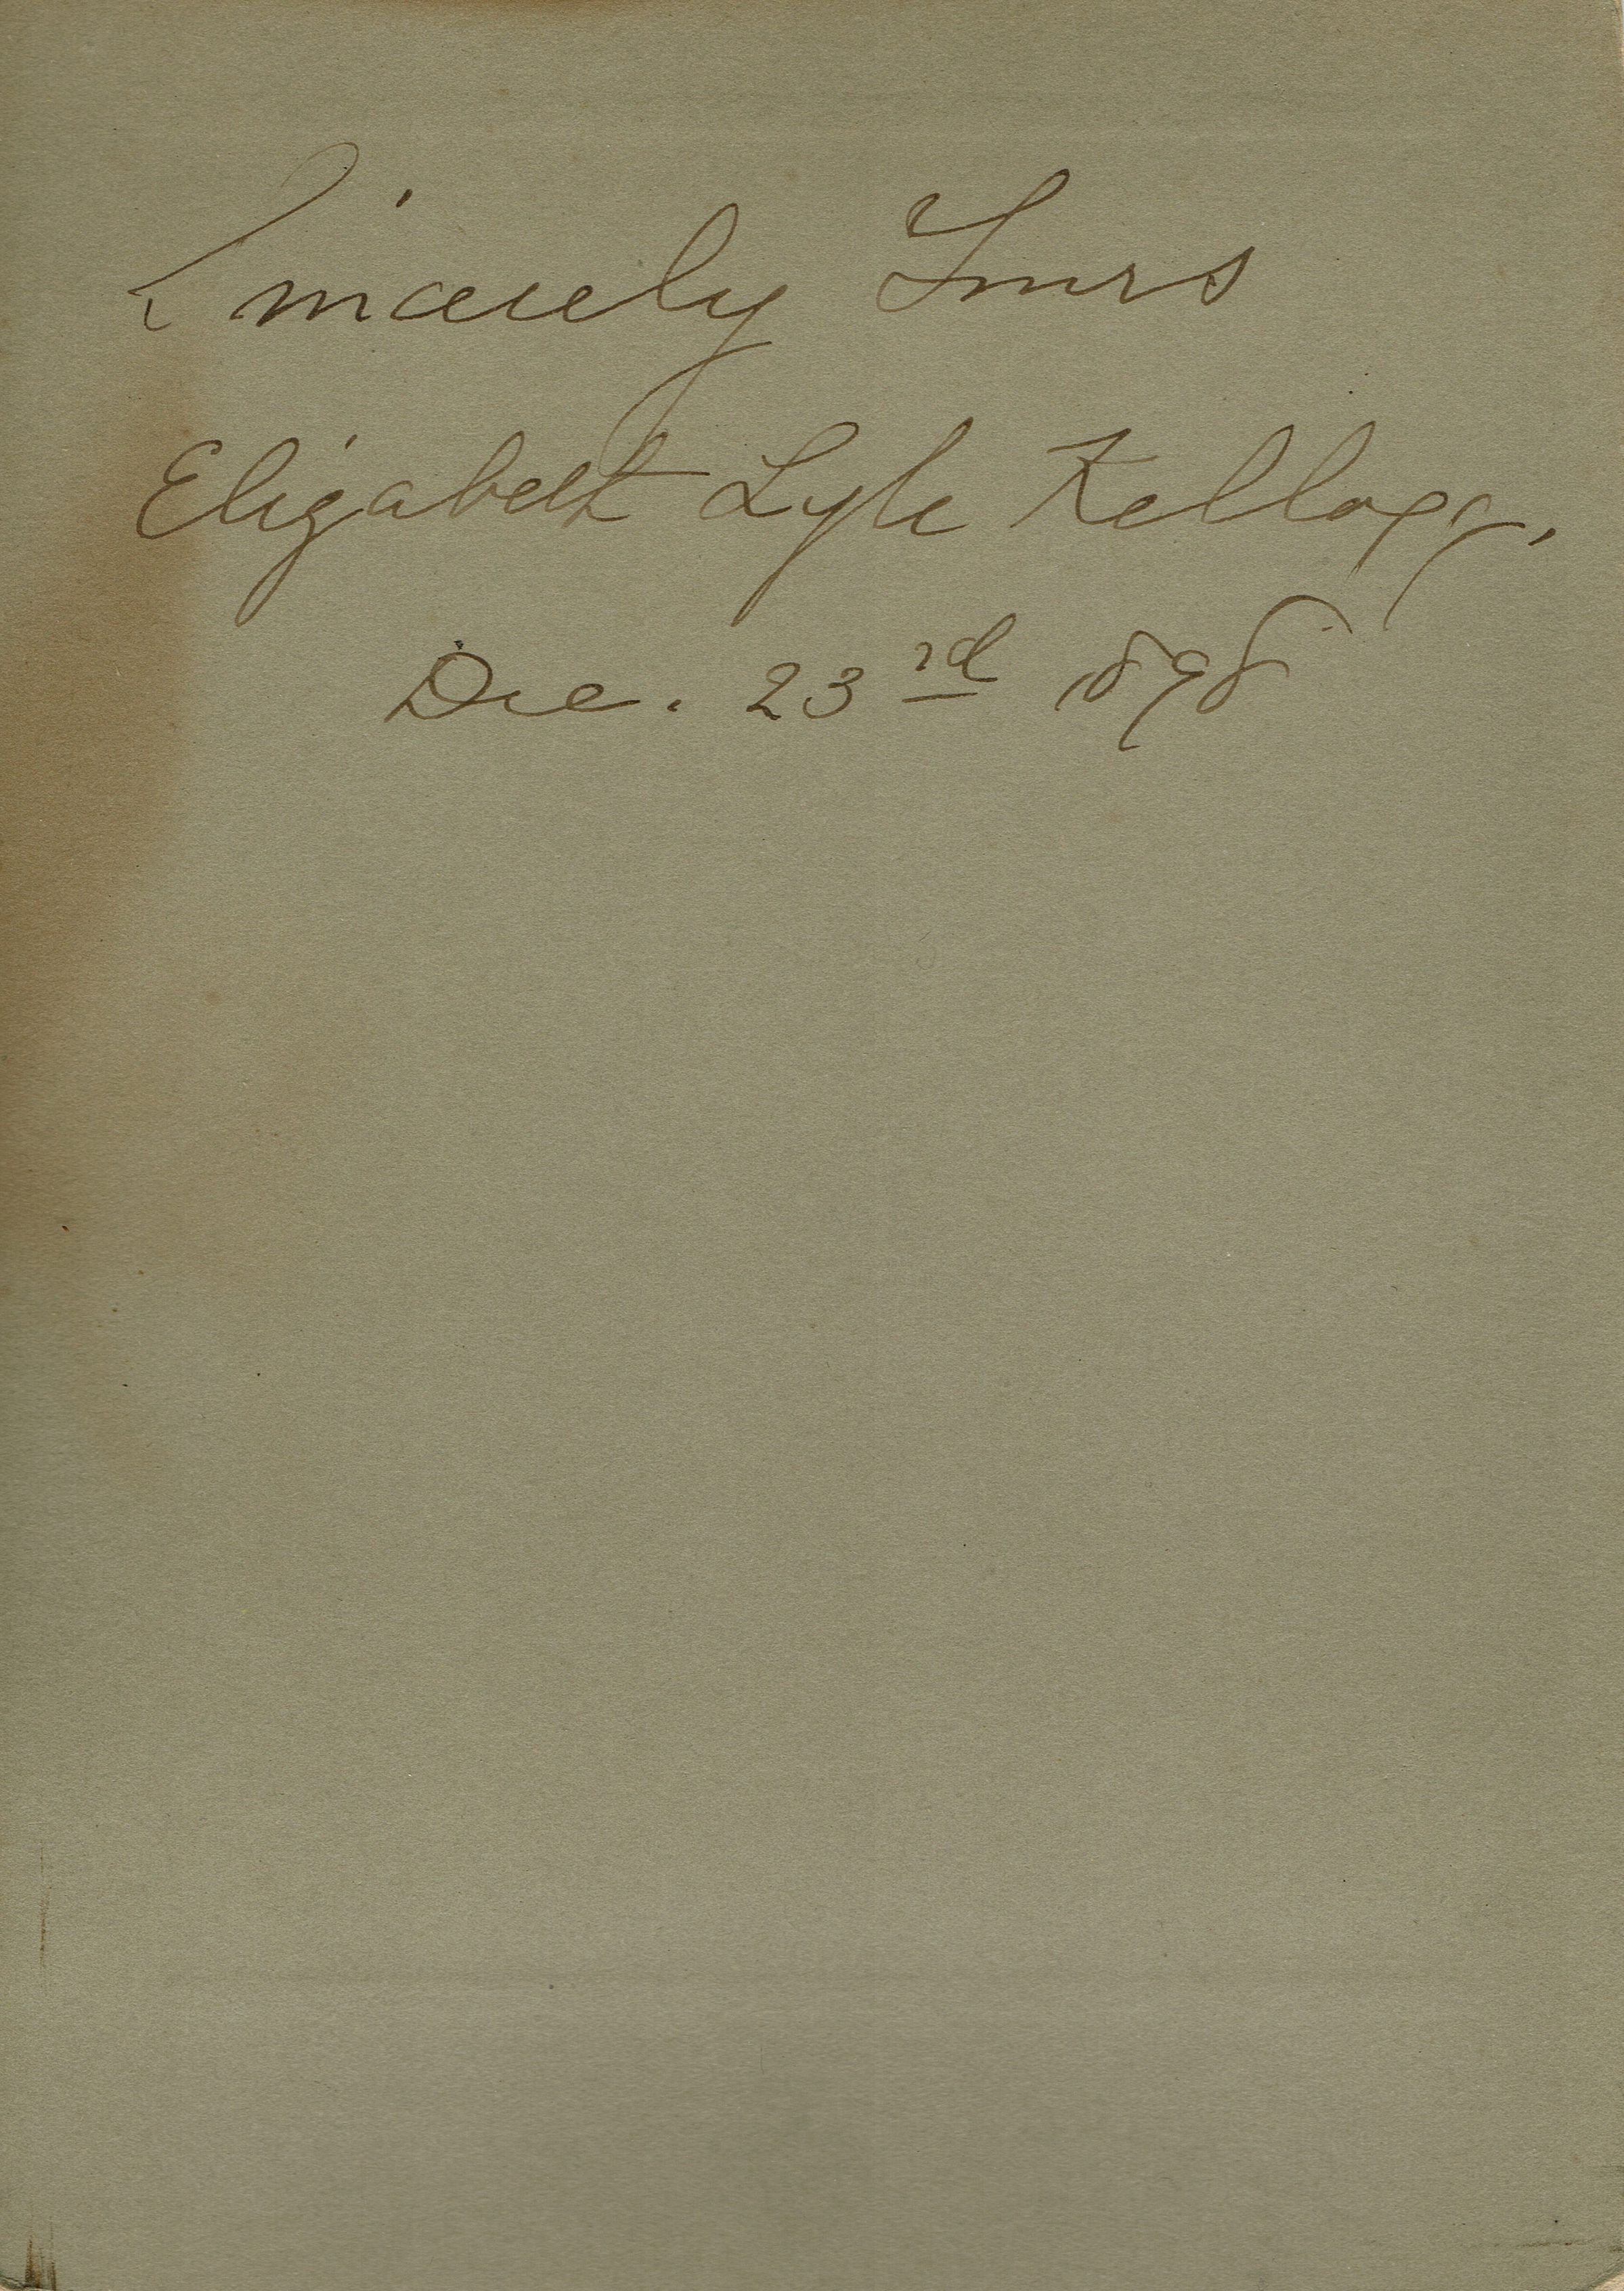 Sincerely Yours
Elizabeth Lyle Kellogg.
Dec. 23rd 1898